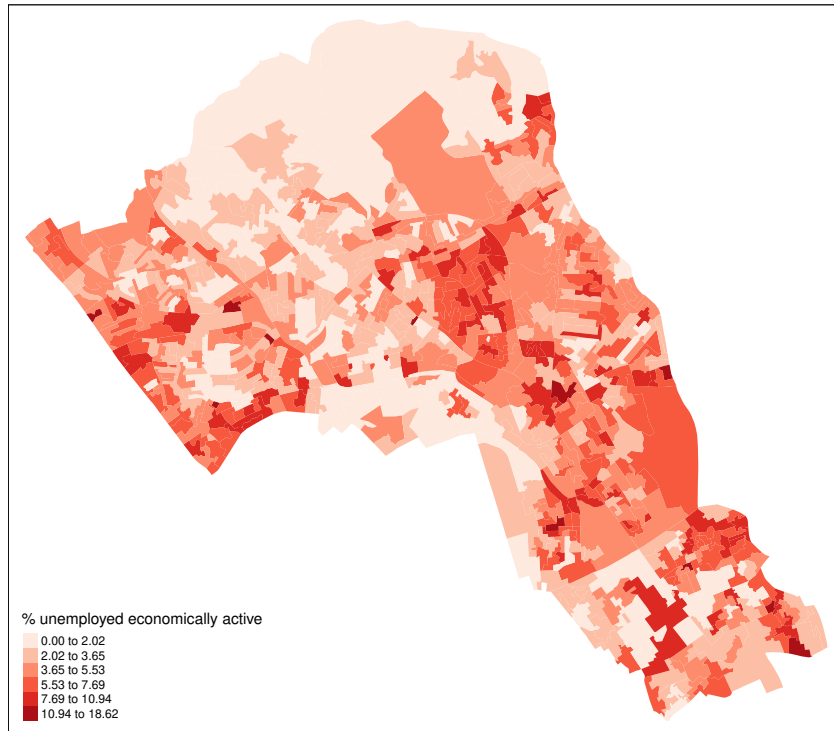 % unemployed economically active
0.00 to 2.02
2.02 to 3.65
3.65 to 5.53
5.53 to 7.69
7.69 to 10.94
10.94 to 18.62